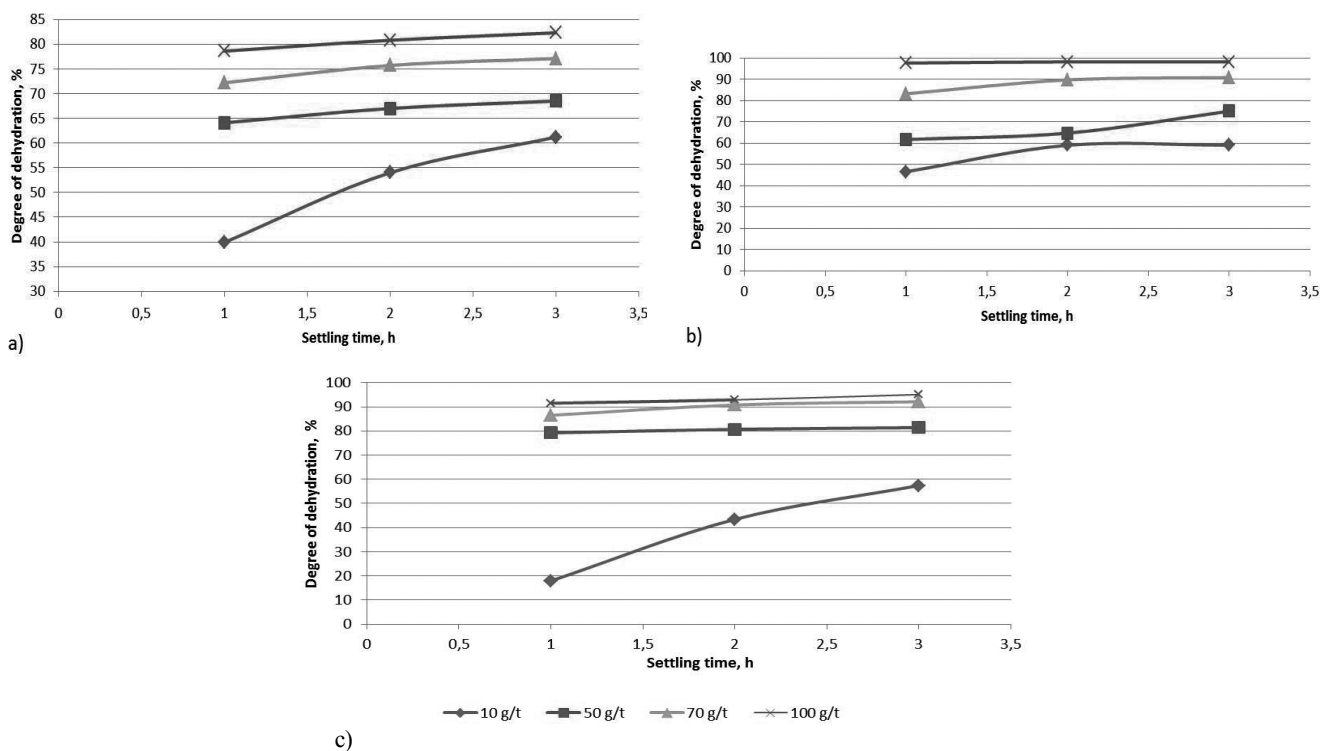 85
80
75
70
65
60
55
50
45
40
35
30
Degree of dehydration, %
0 0,5 1 1,5 2 2,5 3 3,5
Settling time, h
a)
100
90
80
70
60
50
40
30
20
10
0
Degree of dehydration, %
0 0,5 1 1,5 2 2,5 3 3,5
Settling time, h
b)
100
90
80
70
60
50
40
30
20
10
0
Degree of dehydration, %
0 0,5 1 1,5 2 2,5 3 3,5
Settling time, h
10 g/t 50 g/t 70 g/t 100 g/t
c)